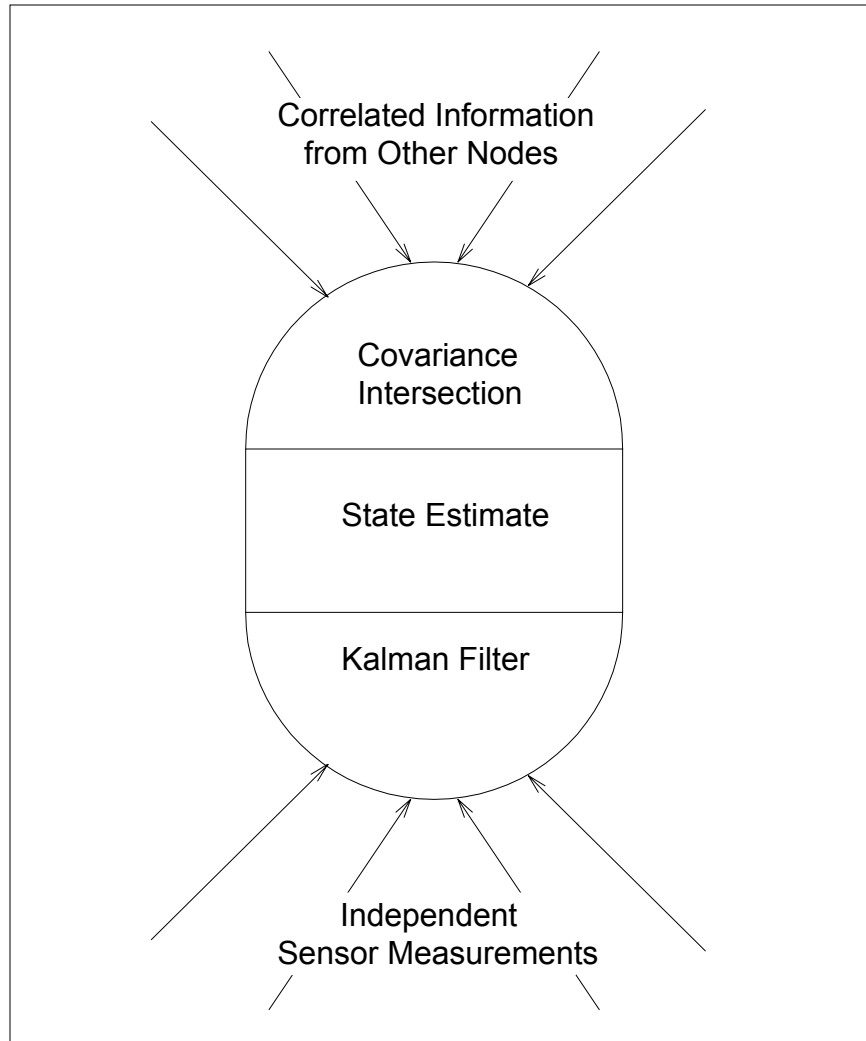 Correlated Information
from Other Nodes
Covariance
Intersection
State Estimate
Kalman Filter
Independent
Sensor Measurements